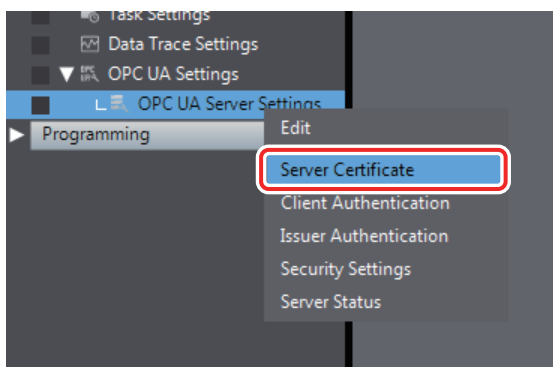 Task Settings
Data Trace Settings
OPC UA Settings
OPC UA Server Settings
Programming
Edit
Server Certificate
Client Authentication
Issuer Authentication
Security Settings
Server Status